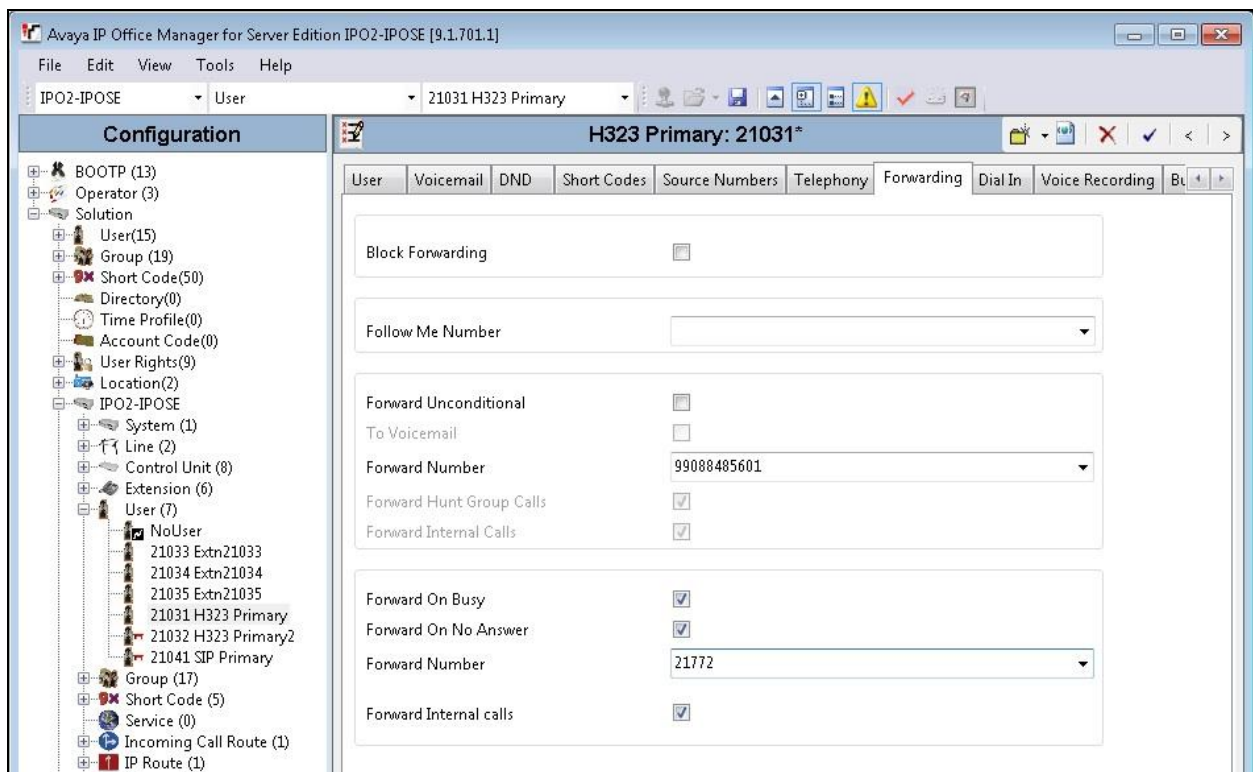 Avaya IP Office Manager for Server Edition IPO2-IPOSE [9.1.701.1]
File Edit View Tools Help
IPO2-IPOSE User 21031 H323 Primary
Configuration
BOOTP (13)
Operator (3)
Solution
User(15)
Group (19)
Short Code(50)
Directory(0)
Time Profile(0)
Account Code(0)
User Rights(9)
Location(2)
IPO2-IPOSE
System (1)
Line (2)
Control Unit (8)
Extension (6)
User (7)
NoUser
21033 Extn21033
21034 Extn21034
21035 Extn21035
21031 H323 Primary
21032 H323 Primary2
21041 SIP Primary
Group (17)
Short Code (5)
Service (0)
Incoming Call Route (1)
IP Route (1)
H323 Primary: 21031*
User Voicemail DND Short Codes Source Numbers Telephony Forwarding Dial In Voice Recording
Block Forwarding
Follow Me Number
Forward Unconditional
To Voicemail
Forward Number 99088485601
Forward Hunt Group Calls
Forward Internal Calls
Forward On Busy
Forward On No Answer
Forward Number 21772
Forward Internal calls